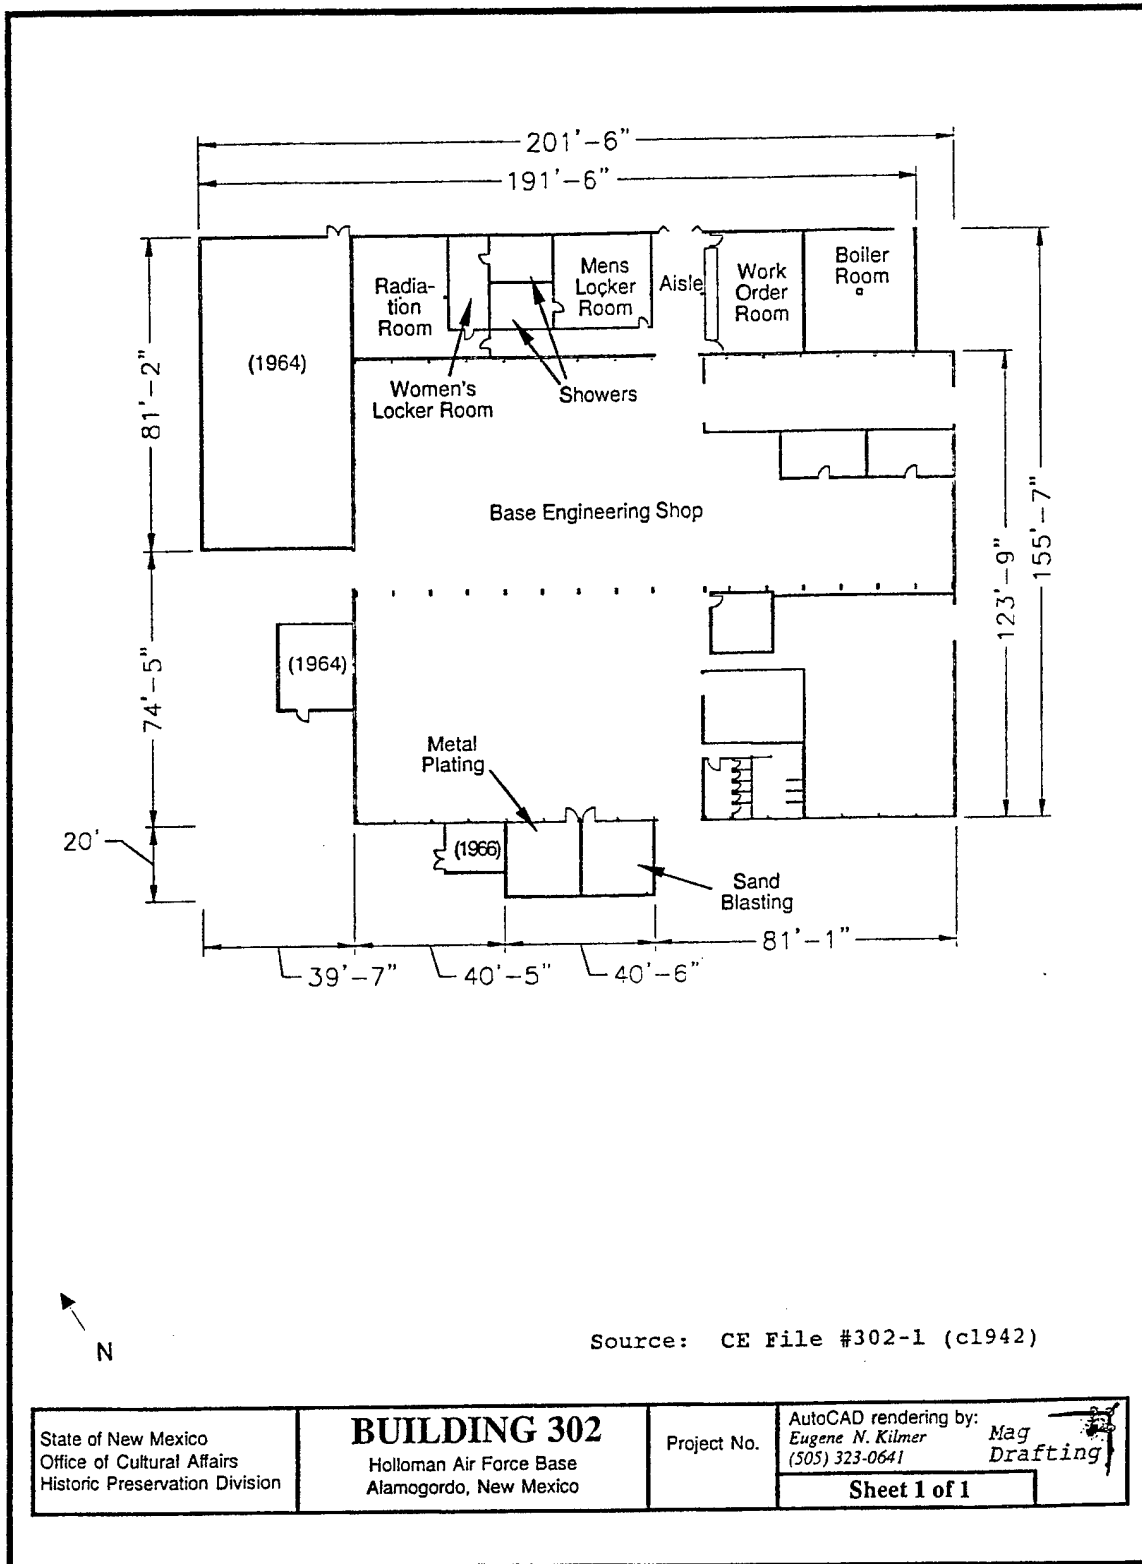 201'-6"
191'-6"
Radia-
tion
Room
Mens
Locker
Room
Aisle
Work
Order
Room
Boiler
Room
(1964)
Women's
Locker Room
Showers
81'-2"
Base Engineering Shop
123'-9"
155'-7"
(1964)
74'-5"
Metal
Plating
20'
(1966)
Sand
Blasting
81'-1"
39'-7"
40'-5"
40'-6"
N
Source: CE File #302-1 (c1942)
State of New Mexico
Office of Cultural Affairs
Historic Preservation Division
BUILDING 302
Holloman Air Force Base
Alamogordo, New Mexico
Project No.
AutoCAD rendering by:
Eugene N. Kilmer
(505) 323-0641
Mag
Drafting
Sheet 1 of 1